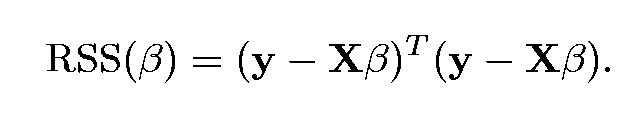 RSS(β) = (𝐲 − 𝐗β)ᵀ(𝐲 − 𝐗β).